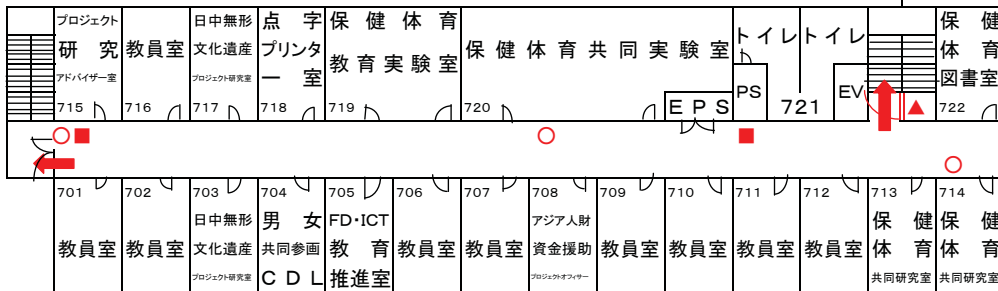 プロジェクト
研究
アドバイザー室
715
教員室
716
日中無形
文化遺産
プロジェクト研究室
717
点字
プリンタ
ー室
718
保健体育
教育実験室
719
保健体育共同実験室
720
EPS
トイレ
PS
トイレ
721
EV
保健
体育
図書室
722
701
教員室
702
教員室
703
日中無形
文化遺産
プロジェクト研究室
704
男女
共同参画
CDL
705
FD・ICT
教育
推進室
706
教員室
707
教員室
708
アジア人財
資金援助
プロジェクトオフィサー
709
教員室
710
教員室
711
教員室
712
教員室
713
保健
体育
共同研究室
714
保健
体育
共同研究室